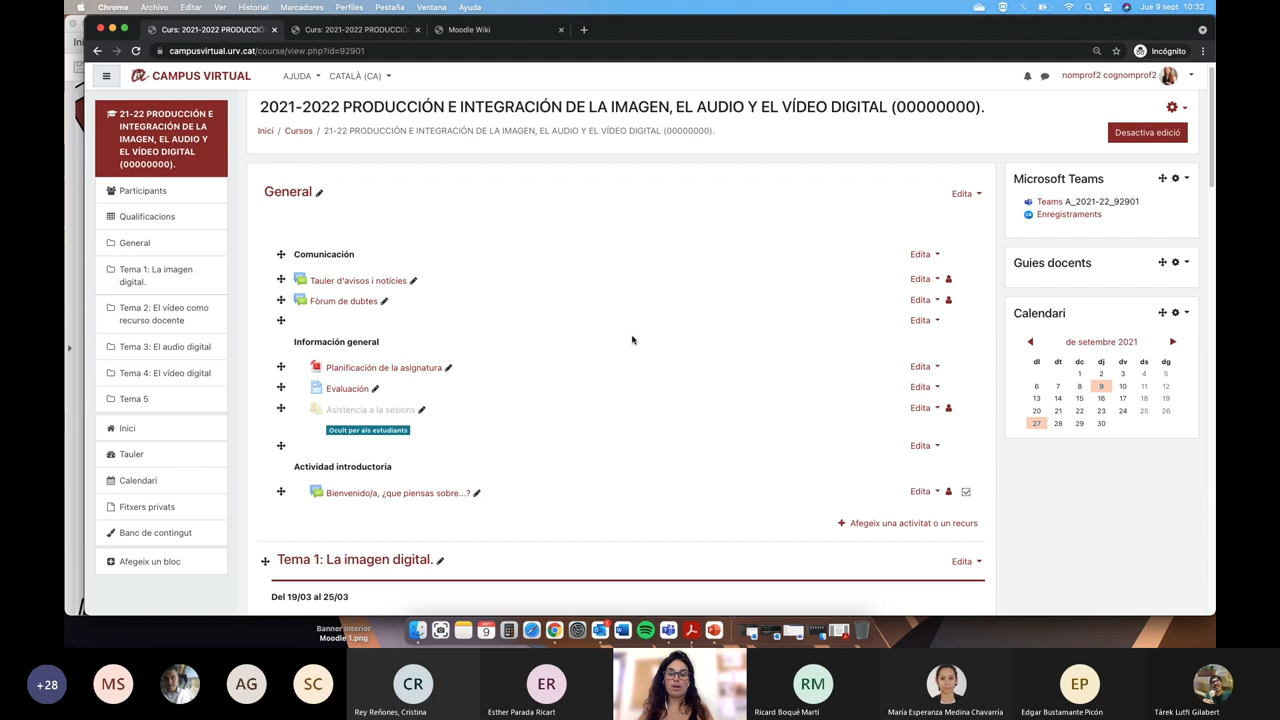 Chrome Archivo Editar Ver Historial Marcadores Perfiles Pestaña Ventana Ayuda
Jue 9 sept 10:32
Curs: 2021-2022 PRODUCCIÓ
Curs: 2021-2022 PRODUCCIÓ
Moodle Wiki
campusvirtual.urv.cat/course/view.php?id=92901
Incógnito
CAMPUS VIRTUAL
AJUDA
CATALÀ (CA)
nomprof2 cognomprof2
21-22 PRODUCCIÓN E
INTEGRACIÓN DE LA
IMAGEN, EL AUDIO Y
EL VÍDEO DIGITAL
(00000000).
Participants
Qualificacions
General
Tema 1: La imagen
digital.
Tema 2: El vídeo como
recurso docente
Tema 3: El audio digital
Tema 4: El vídeo digital
Tema 5
Inici
Tauler
Calendari
Fitxers privats
Banc de contingut
Afegeix un bloc
2021-2022 PRODUCCIÓN E INTEGRACIÓN DE LA IMAGEN, EL AUDIO Y EL VÍDEO DIGITAL (00000000).
Inici / Cursos / 21-22 PRODUCCIÓN E INTEGRACIÓN DE LA IMAGEN, EL AUDIO Y EL VÍDEO DIGITAL (00000000).
Desactiva edició
General
Edita
Comunicación
Edita
Tauler d'avisos i notícies
Edita
Fòrum de dubtes
Edita
Edita
Información general
Planificación de la asignatura
Edita
Evaluación
Edita
Asistencia a la sesions
Edita
Ocult per als estudiants
Edita
Actividad introductoria
Bienvenido/a, ¿que piensas sobre...?
Edita
Afegeix una activitat o un recurs
Tema 1: La imagen digital.
Edita
Del 19/03 al 25/03
Microsoft Teams
Teams A_2021-22_92901
Enregistraments
Guies docents
Calendari
de setembre 2021
dl dt dc dj dv ds dg
1 2 3 4 5
6 7 8 9 10 11 12
13 14 15 16 17 18 19
20 21 22 23 24 25 26
27 28 29 30
Banner interior
Moodle 1.png
+28
MS
AG
SC
CR
ER
RM
EP
Rey Reñones, Cristina
Esther Parada Ricart
Ricard Boqué Martí
María Esperanza Medina Chavarría
Edgar Bustamante Picón
Tárek Lutfi Gilabert